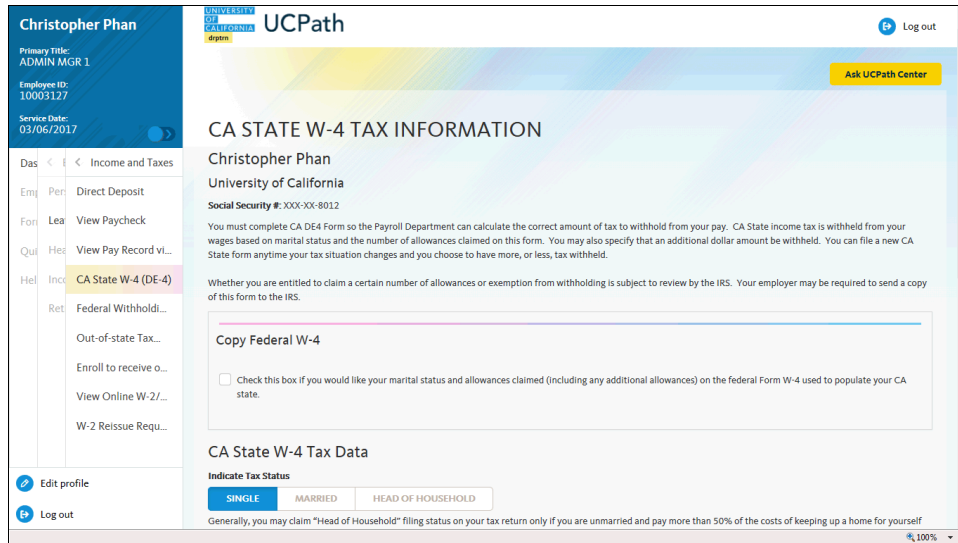 Christopher Phan
Primary Title:
ADMIN MGR 1
Employee ID:
10003127
Service Date:
03/06/2017
Das
Emp
For
Qui
Hel
Per
Lea
Hea
Inco
Ret
Income and Taxes
Direct Deposit
View Paycheck
View Pay Record vi...
CA State W-4 (DE-4)
Federal Withholdi...
Out-of-state Tax...
Enroll to receive o...
View Online W-2/...
W-2 Reissue Requ...
Edit profile
Log out
UNIVERSITY
OF
CALIFORNIA
drptrn
UCPath
Log out
Ask UCPath Center
CA STATE W-4 TAX INFORMATION
Christopher Phan
University of California
Social Security #: XXX-XX-8012
You must complete CA DE4 Form so the Payroll Department can calculate the correct amount of tax to withhold from your pay. CA State income tax is withheld from your
wages based on marital status and the number of allowances claimed on this form. You may also specify that an additional dollar amount be withheld. You can file a new CA
State form anytime your tax situation changes and you choose to have more, or less, tax withheld.
Whether you are entitled to claim a certain number of allowances or exemption from withholding is subject to review by the IRS. Your employer may be required to send a copy
of this form to the IRS.
Copy Federal W-4
Check this box if you would like your marital status and allowances claimed (including any additional allowances) on the federal Form W-4 used to populate your CA
state.
CA State W-4 Tax Data
Indicate Tax Status
SINGLE MARRIED HEAD OF HOUSEHOLD
Generally, you may claim "Head of Household" filing status on your tax return only if you are unmarried and pay more than 50% of the costs of keeping up a home for yourself
100%